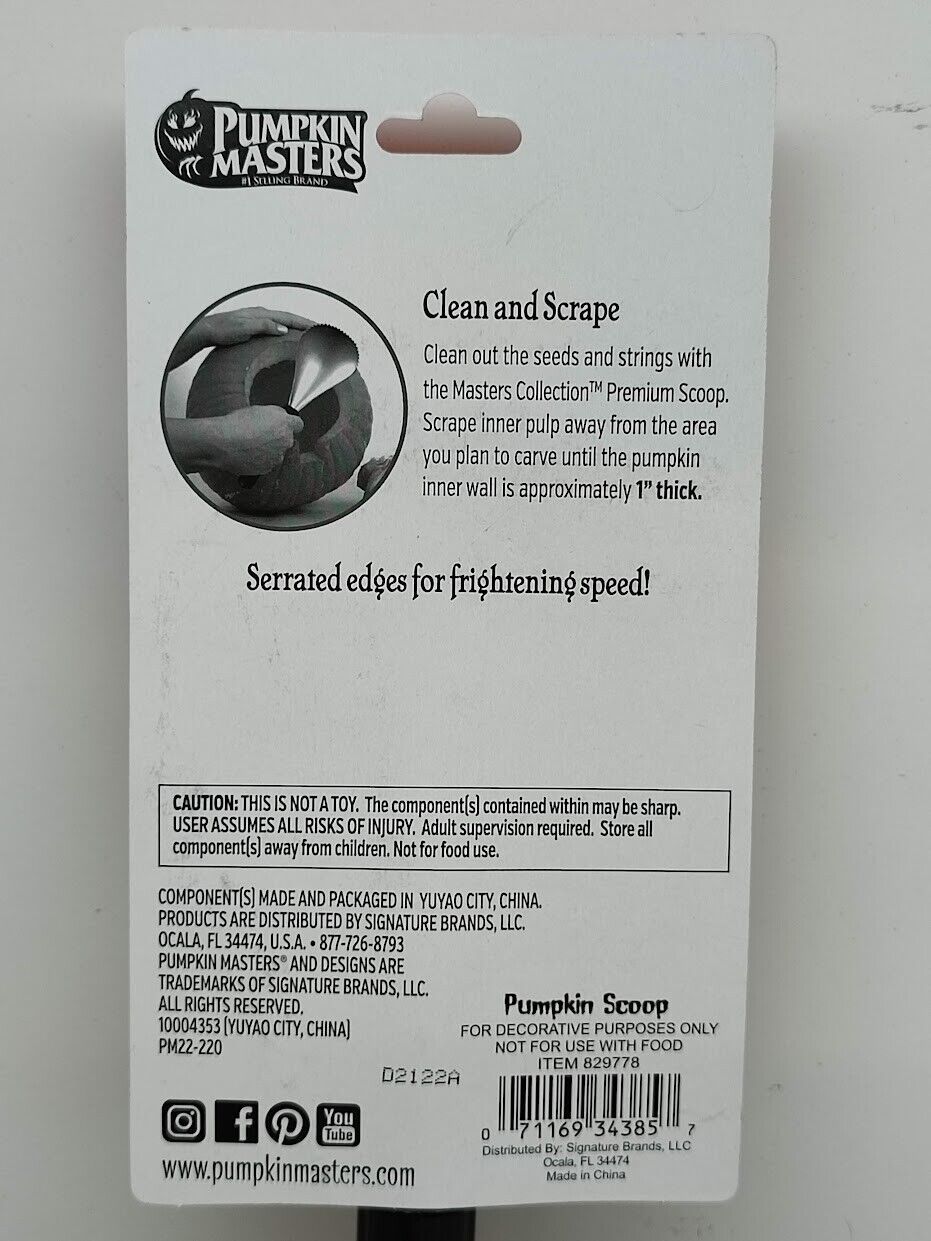 PUMPKIN
MASTERS
#1 SELLING BRAND
Clean and Scrape
Clean out the seeds and strings with
the Masters Collection™ Premium Scoop.
Scrape inner pulp away from the area
you plan to carve until the pumpkin
inner wall is approximately 1” thick.
Serrated edges for frightening speed!
CAUTION: THIS IS NOT A TOY. The component(s) contained within may be sharp.
USER ASSUMES ALL RISKS OF INJURY. Adult supervision required. Store all
component(s) away from children. Not for food use.
COMPONENT(S) MADE AND PACKAGED IN YUYAO CITY, CHINA.
PRODUCTS ARE DISTRIBUTED BY SIGNATURE BRANDS, LLC.
OCALA, FL 34474, U.S.A. • 877-726-8793
PUMPKIN MASTERS® AND DESIGNS ARE
TRADEMARKS OF SIGNATURE BRANDS, LLC.
ALL RIGHTS RESERVED.
10004353 (YUYAO CITY, CHINA)
PM22-220
D2122A
You
Tube
www.pumpkinmasters.com
Pumpkin Scoop
FOR DECORATIVE PURPOSES ONLY
NOT FOR USE WITH FOOD
ITEM 829778
0 71169 34385 7
Distributed By: Signature Brands, LLC
Ocala, FL 34474
Made in China